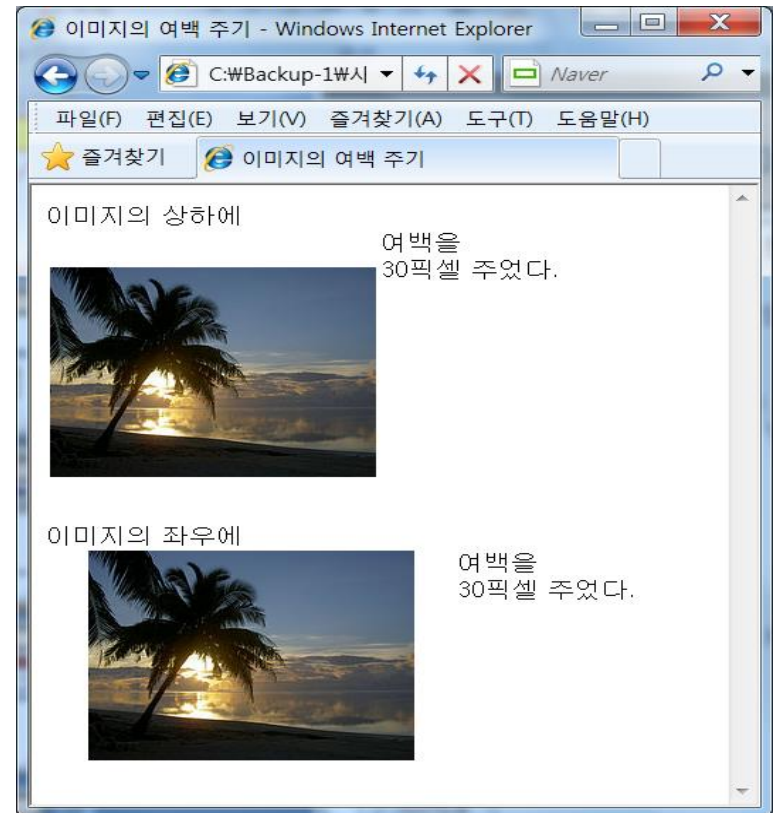 이미지의 여백 주기 - Windows Internet Explorer
C:₩Backup-1₩시
Naver
파일(F) 편집(E) 보기(V) 즐겨찾기(A) 도구(T) 도움말(H)
즐겨찾기
이미지의 여백 주기
이미지의 상하에
여백을
30픽셀 주었다.
이미지의 좌우에
여백을
30픽셀 주었다.